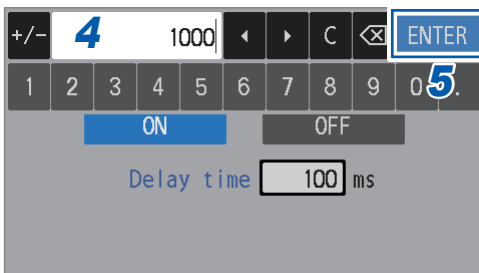 +/- 4 1000 C ENTER
1 2 3 4 5 6 7 8 9 0 5 .
ON OFF
Delay time 100 ms